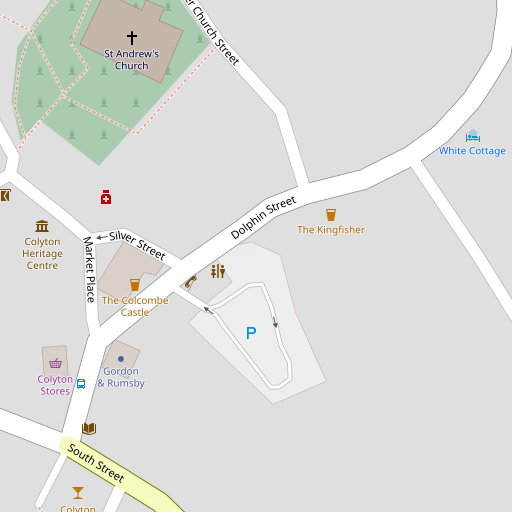 St Andrew's
Church
er Church Street
White Cottage
Dolphin Street
The Kingfisher
Silver Street
Colyton
Heritage
Centre
Market Place
The Colcombe
Castle
P
Gordon
& Rumsby
Colyton
Stores
South Street
Colyton